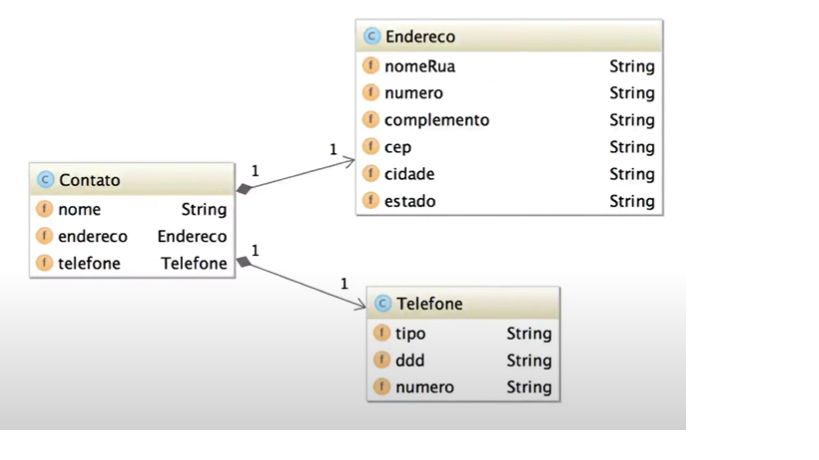 C Endereco
f nomeRua String
f numero String
f complemento String
f cep String
f cidade String
f estado String
1
1
C Contato
f nome String
f endereco Endereco
f telefone Telefone
1
1
C Telefone
f tipo String
f ddd String
f numero String